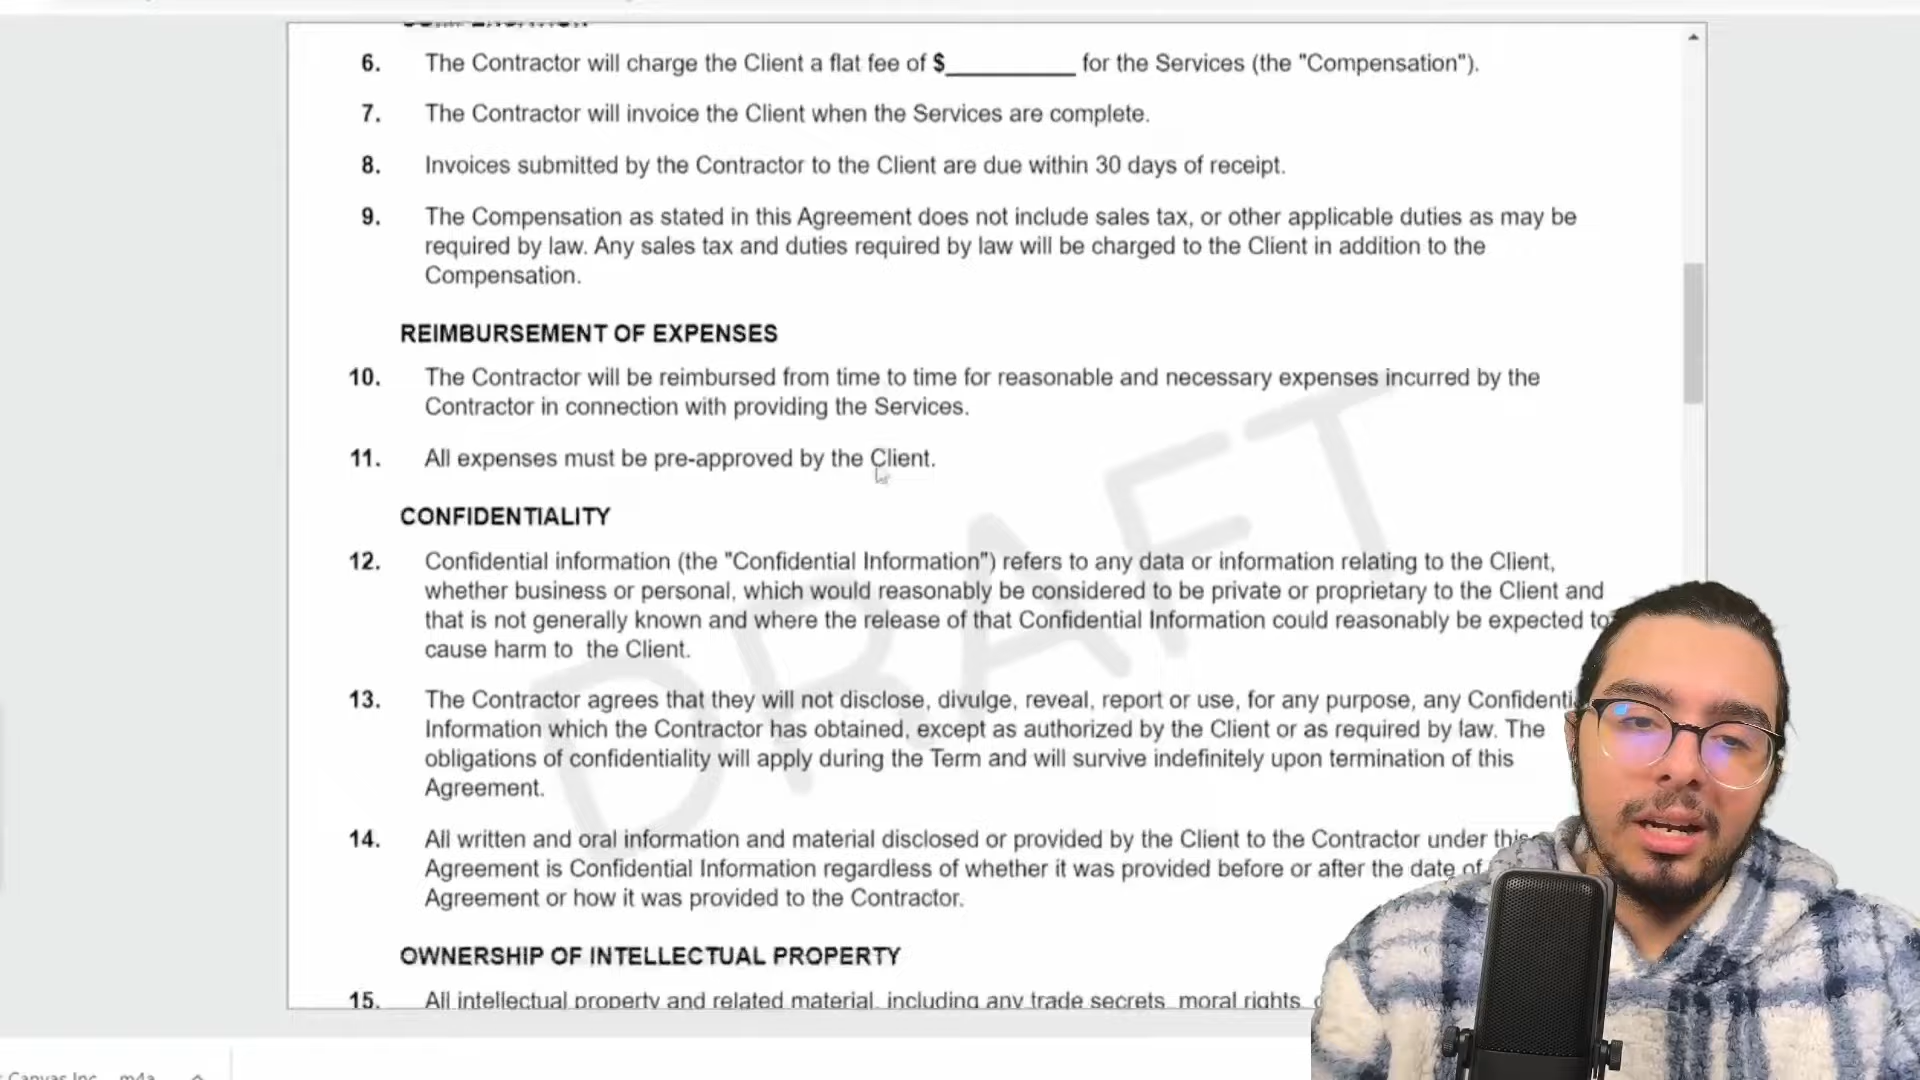 6. The Contractor will charge the Client a flat fee of $__________ for the Services (the "Compensation").
7. The Contractor will invoice the Client when the Services are complete.
8. Invoices submitted by the Contractor to the Client are due within 30 days of receipt.
9. The Compensation as stated in this Agreement does not include sales tax, or other applicable duties as may be
required by law. Any sales tax and duties required by law will be charged to the Client in addition to the
Compensation.
REIMBURSEMENT OF EXPENSES
10. The Contractor will be reimbursed from time to time for reasonable and necessary expenses incurred by the
Contractor in connection with providing the Services.
11. All expenses must be pre-approved by the Client.
CONFIDENTIALITY
12. Confidential information (the "Confidential Information") refers to any data or information relating to the Client,
whether business or personal, which would reasonably be considered to be private or proprietary to the Client and
that is not generally known and where the release of that Confidential Information could reasonably be expected to
cause harm to the Client.
13. The Contractor agrees that they will not disclose, divulge, reveal, report or use, for any purpose, any Confidenti
Information which the Contractor has obtained, except as authorized by the Client or as required by law. The
obligations of confidentiality will apply during the Term and will survive indefinitely upon termination of this
Agreement.
14. All written and oral information and material disclosed or provided by the Client to the Contractor under this
Agreement is Confidential Information regardless of whether it was provided before or after the date of
Agreement or how it was provided to the Contractor.
OWNERSHIP OF INTELLECTUAL PROPERTY
15. All intellectual property and related material, including any trade secrets, moral rights,
DRAFT
Canvas Inc....m4a